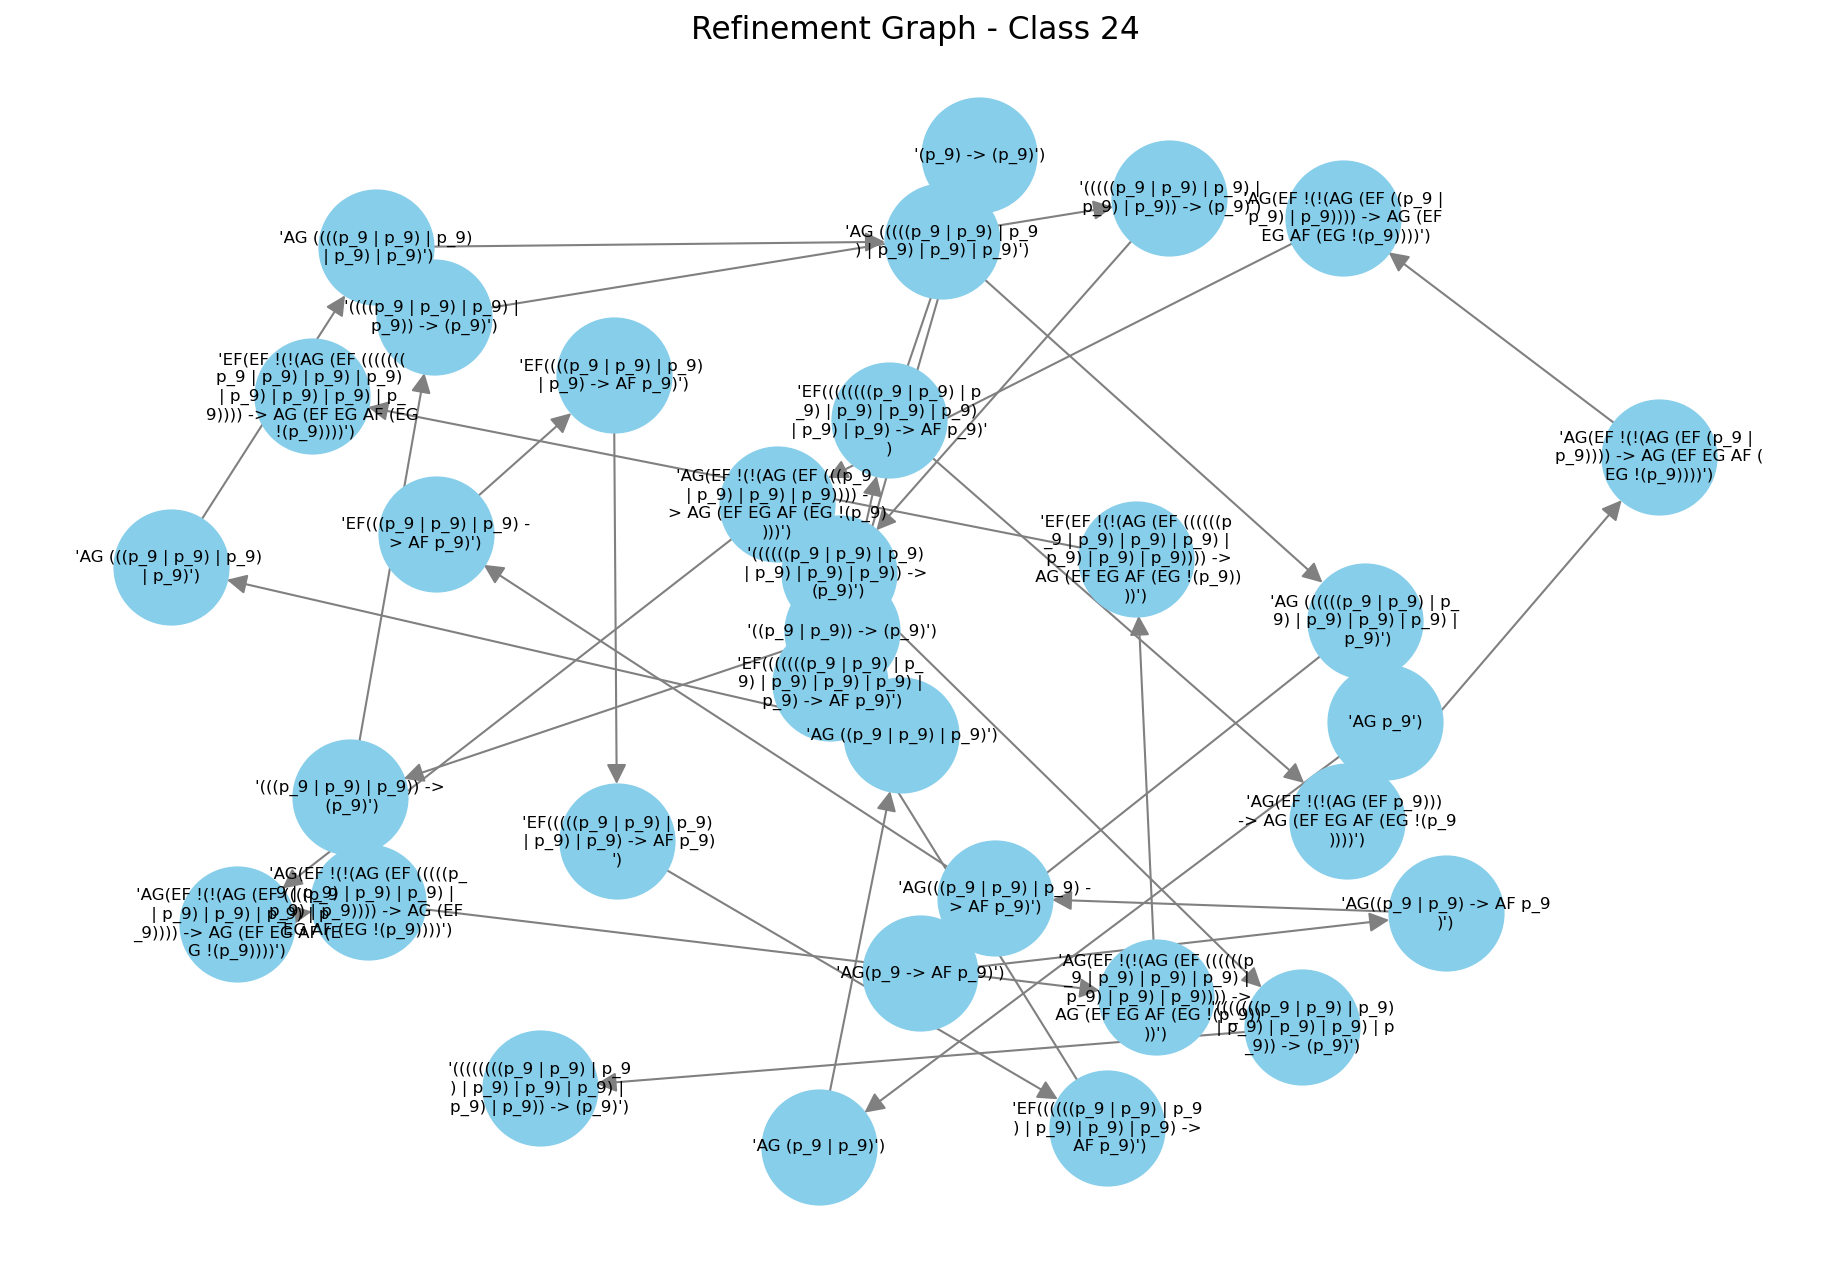 Refinement Graph - Class 24
'(p_9) -> (p_9)')
'(((((p_9 | p_9) | p_9) |
p_9) | p_9)) -> (p_9)')
'AG(EF !(!(AG (EF ((p_9 |
p_9) | p_9)))) -> AG (EF
EG AF (EG !(p_9))))')
'AG ((((p_9 | p_9) | p_9)
| p_9) | p_9)')
'AG (((((p_9 | p_9) | p_9
) | p_9) | p_9) | p_9)')
'((((p_9 | p_9) | p_9) |
p_9)) -> (p_9)')
'EF(EF !(!(AG (EF (((((((
p_9 | p_9) | p_9) | p_9)
| p_9) | p_9) | p_9) | p_
9)))) -> AG (EF EG AF (EG
!(p_9))))')
'EF((((p_9 | p_9) | p_9)
| p_9) -> AF p_9)')
'EF((((((((p_9 | p_9) | p
_9) | p_9) | p_9) | p_9)
| p_9) | p_9) -> AF p_9)'
)
'AG(EF !(!(AG (EF (p_9 |
p_9)))) -> AG (EF EG AF (
EG !(p_9))))')
'AG(EF !(!(AG (EF (((p_9
| p_9) | p_9) | p_9)))) -
> AG (EF EG AF (EG !(p_9)
)))')
'EF(((p_9 | p_9) | p_9) -
> AF p_9)')
'EF(EF !(!(AG (EF ((((((p
_9 | p_9) | p_9) | p_9) |
p_9) | p_9) | p_9)))) ->
AG (EF EG AF (EG !(p_9))
))')
'AG (((p_9 | p_9) | p_9)
| p_9)')
'((((((p_9 | p_9) | p_9)
| p_9) | p_9) | p_9)) ->
(p_9)')
'AG ((((((p_9 | p_9) | p_
9) | p_9) | p_9) | p_9) |
p_9)')
'((p_9 | p_9)) -> (p_9)')
'EF(((((((p_9 | p_9) | p_
9) | p_9) | p_9) | p_9) |
p_9) -> AF p_9)')
'AG p_9')
'AG ((p_9 | p_9) | p_9)')
'(((p_9 | p_9) | p_9)) ->
(p_9)')
'AG(EF !(!(AG (EF p_9)))
-> AG (EF EG AF (EG !(p_9
))))')
'EF(((((p_9 | p_9) | p_9)
| p_9) | p_9) -> AF p_9)
')
'AG(((p_9 | p_9) | p_9) -
> AF p_9)')
'AG((p_9 | p_9) -> AF p_9
)')
'AG(EF !(!(AG (EF (((((p_
| p_9) | p_9) |
p_9) | p_9)))) -> AG (EF
EG AF (EG !(p_9))))')
'AG(EF !(!(AG (EF
| p_9) | p_9) |
_9)))) -> AG (EF EG AF (E
G !(p_9))))')
'AG(p_9 -> AF p_9)')
'AG(EF !(!(AG (EF ((((((p
_9 | p_9) | p_9) | p_9) |
p_9) | p_9) | p_9)))) ->
AG (EF EG AF (EG !(p_9))
))')
| p_9) | p_9)
| p_9) | p_9) | p_9) | p
_9)) -> (p_9)')
'((((((((p_9 | p_9) | p_9
) | p_9) | p_9) | p_9) |
p_9) | p_9)) -> (p_9)')
'EF((((((p_9 | p_9) | p_9
) | p_9) | p_9) | p_9) ->
AF p_9)')
'AG (p_9 | p_9)')